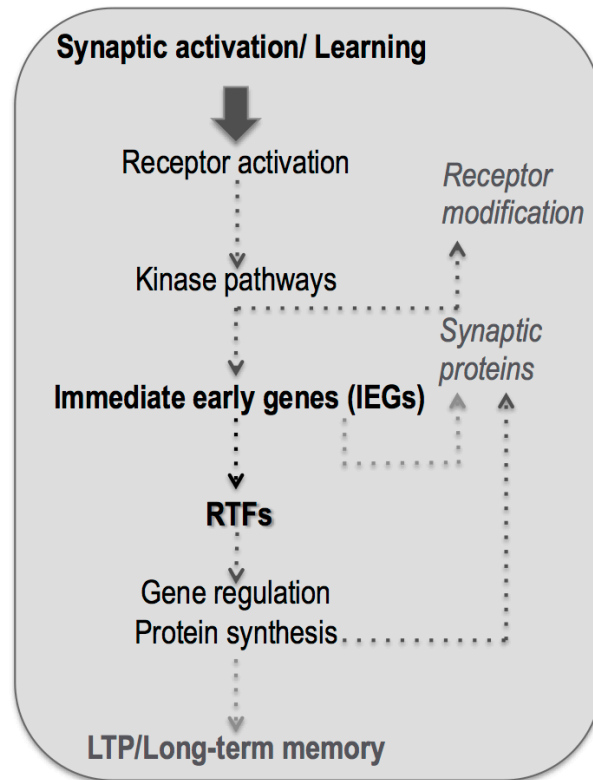 Synaptic activation/ Learning
Receptor activation
Receptor
modification
Kinase pathways
Synaptic
proteins
Immediate early genes (IEGs)
RTFs
Gene regulation
Protein synthesis
LTP/Long-term memory